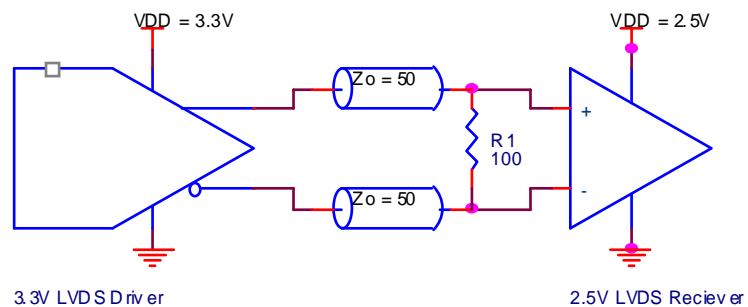 VDD = 3.3V
VDD = 2.5V
Zo = 50
+
R1
100
-
Zo = 50
3.3V LVDS Driver
2.5V LVDS Reciever